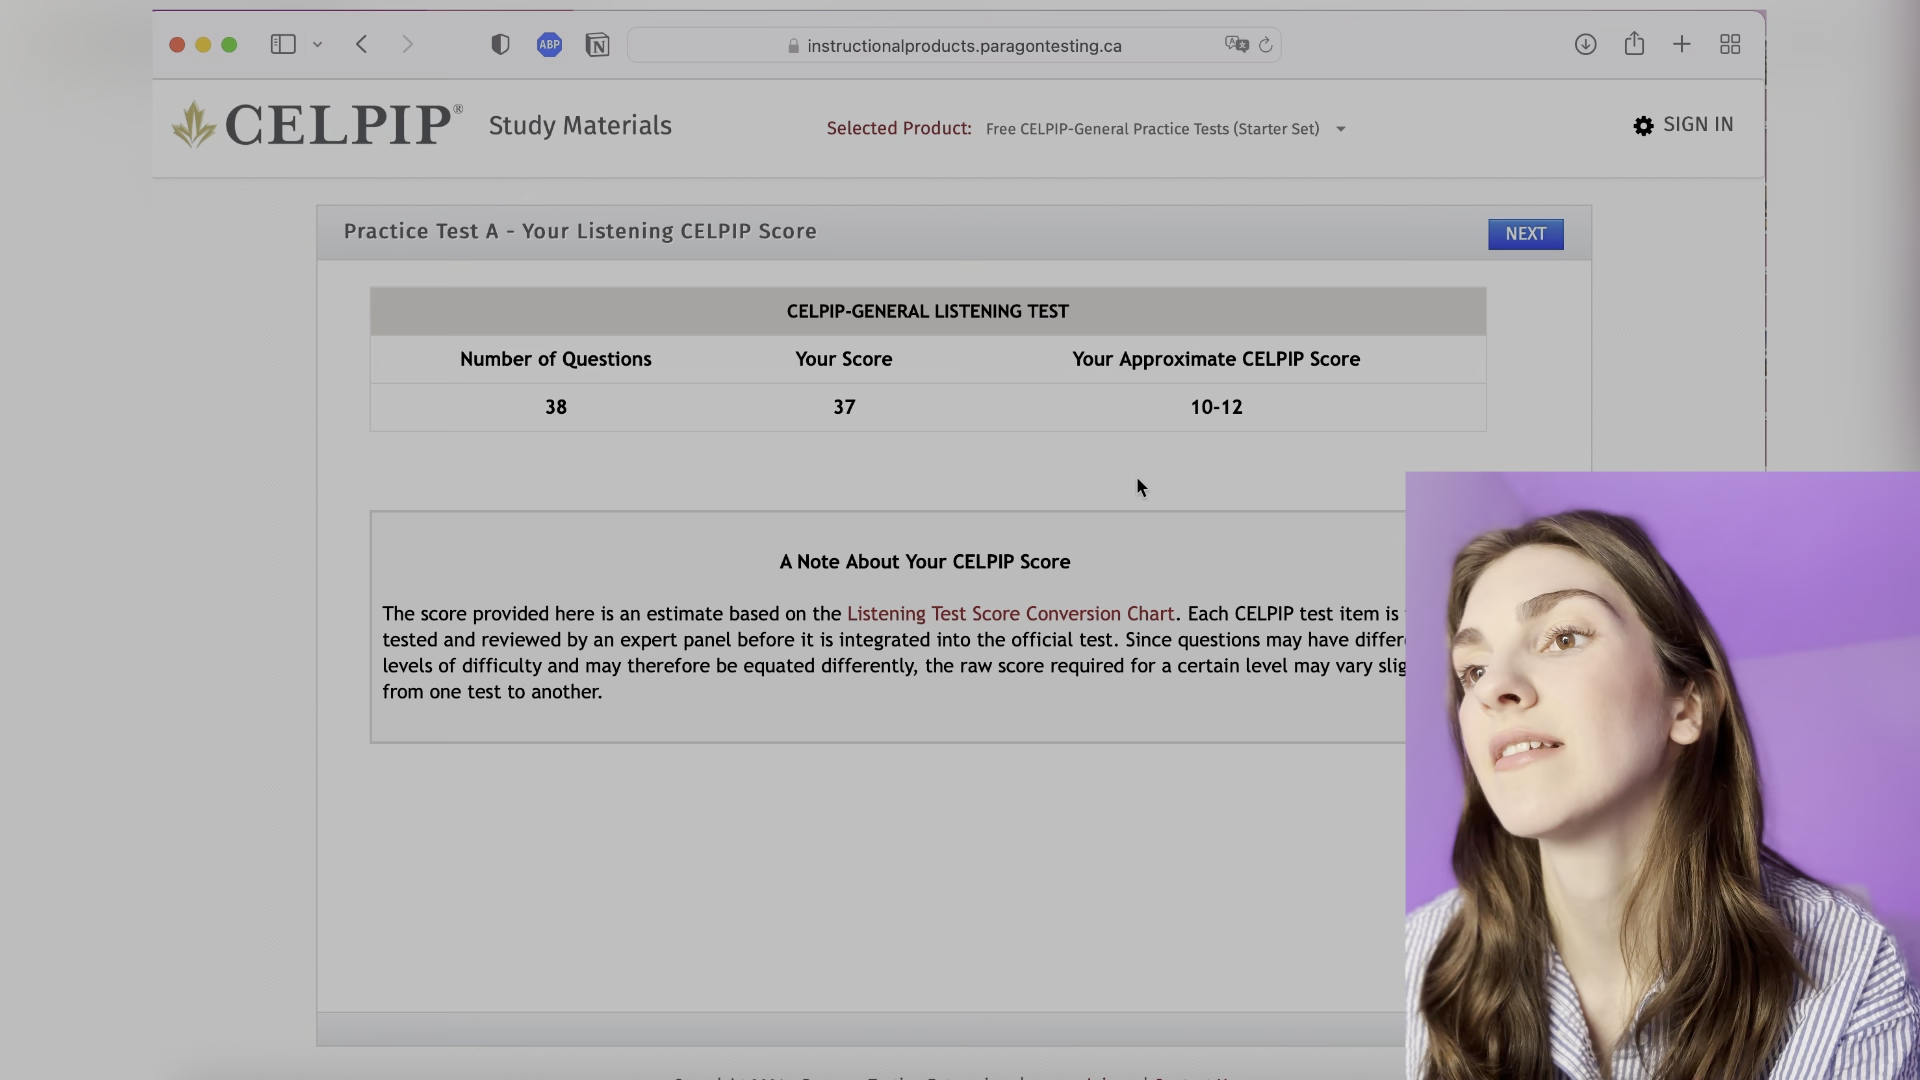 ABP
instructionalproducts.paragontesting.ca
CELPIP®
Study Materials
Selected Product: Free CELPIP-General Practice Tests (Starter Set)
SIGN IN
Practice Test A - Your Listening CELPIP Score
NEXT
CELPIP-GENERAL LISTENING TEST
Number of Questions Your Score Your Approximate CELPIP Score
38 37 10-12
A Note About Your CELPIP Score
The score provided here is an estimate based on the Listening Test Score Conversion Chart. Each CELPIP test item is
tested and reviewed by an expert panel before it is integrated into the official test. Since questions may have
levels of difficulty and may therefore be equated differently, the raw score required for a certain level may vary
from one test to another.